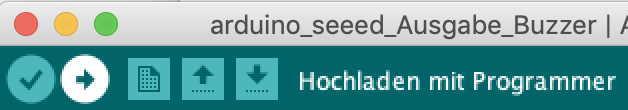 arduino_seeed_Ausgabe_Buzzer |
Hochladen mit Programmer